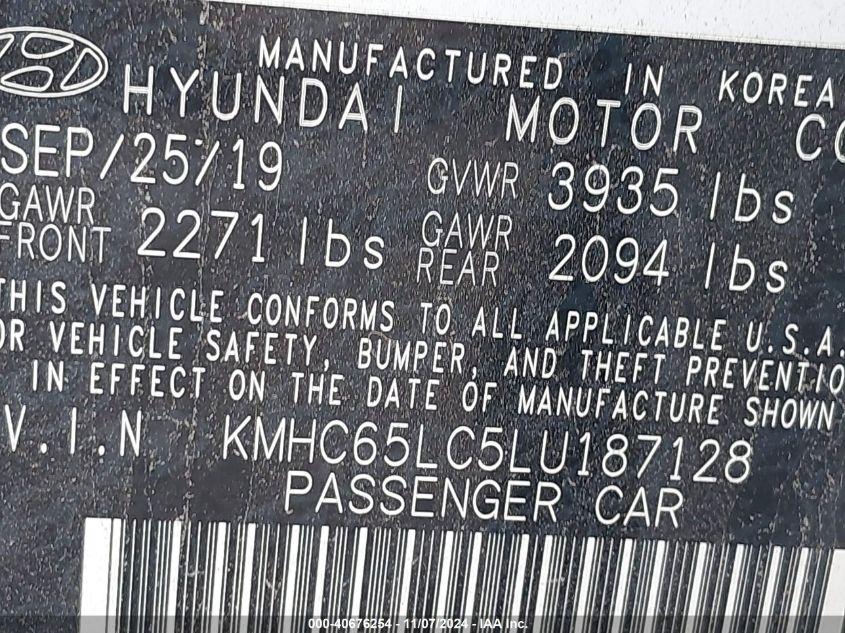 MANUFACTURED IN KOREA
HYUNDAI MOTOR CO
SEP/25/19 GVWR 3935 lbs
GAWR FRONT 2271 lbs GAWR REAR 2094 lbs
THIS VEHICLE CONFORMS TO ALL APPLICABLE U.S.A.
OR VEHICLE SAFETY, BUMPER, AND THEFT PREVENTIO
IN EFFECT ON THE DATE OF MANUFACTURE SHOWN
V.I.N KMHC65LC5LU187128
PASSENGER CAR
000-40676254 - 11/07/2024 - IAA Inc.